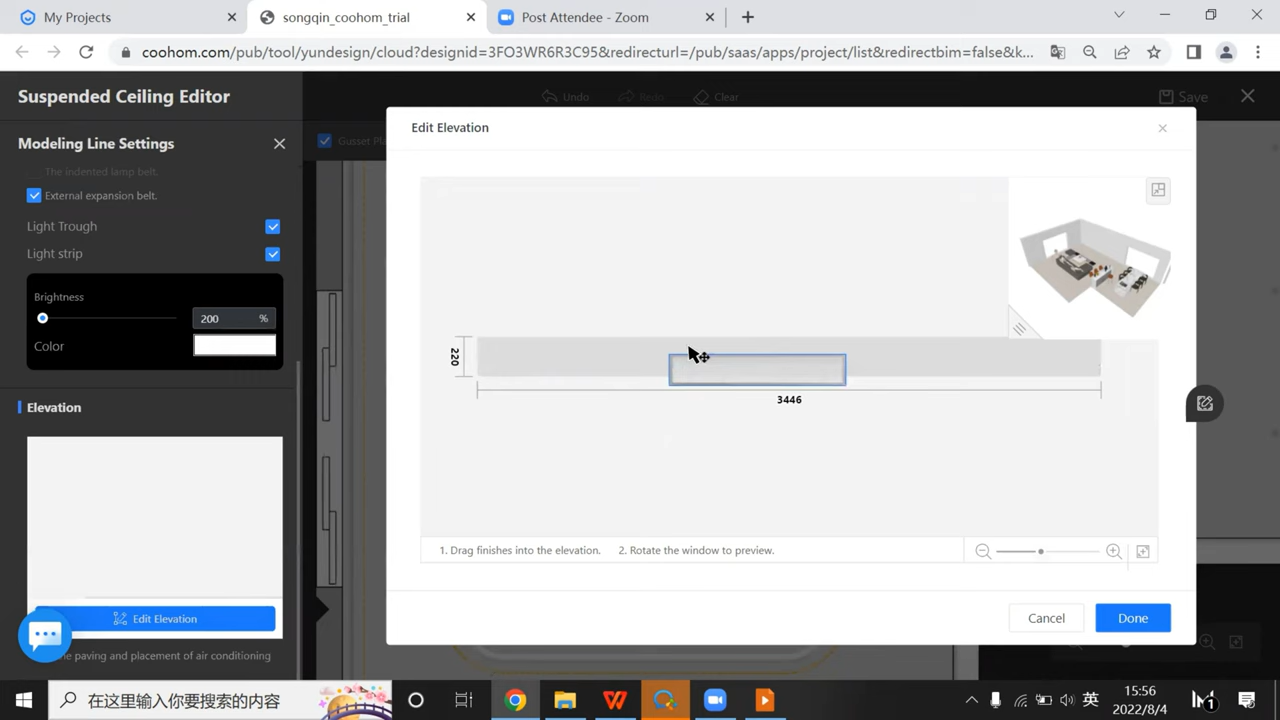 My Projects
songqin_coohom_trial
Post Attendee - Zoom
coohom.com/pub/tool/yundesign/cloud?designid=3FO3WR6R3C95&redirecturl=/pub/saas/apps/project/list&redirectbim=false&k...
Suspended Ceiling Editor
Undo
Redo
Clear
Save
Modeling Line Settings
Gusset Pla
The indented lamp belt.
External expansion belt.
Light Trough
Light strip
Brightness
200 %
Color
Elevation
Edit Elevation
paving and placement of air conditioning
Edit Elevation
220
3446
1. Drag finishes into the elevation. 2. Rotate the window to preview.
Cancel
Done
在这里输入你要搜索的内容
英
15:56
2022/8/4